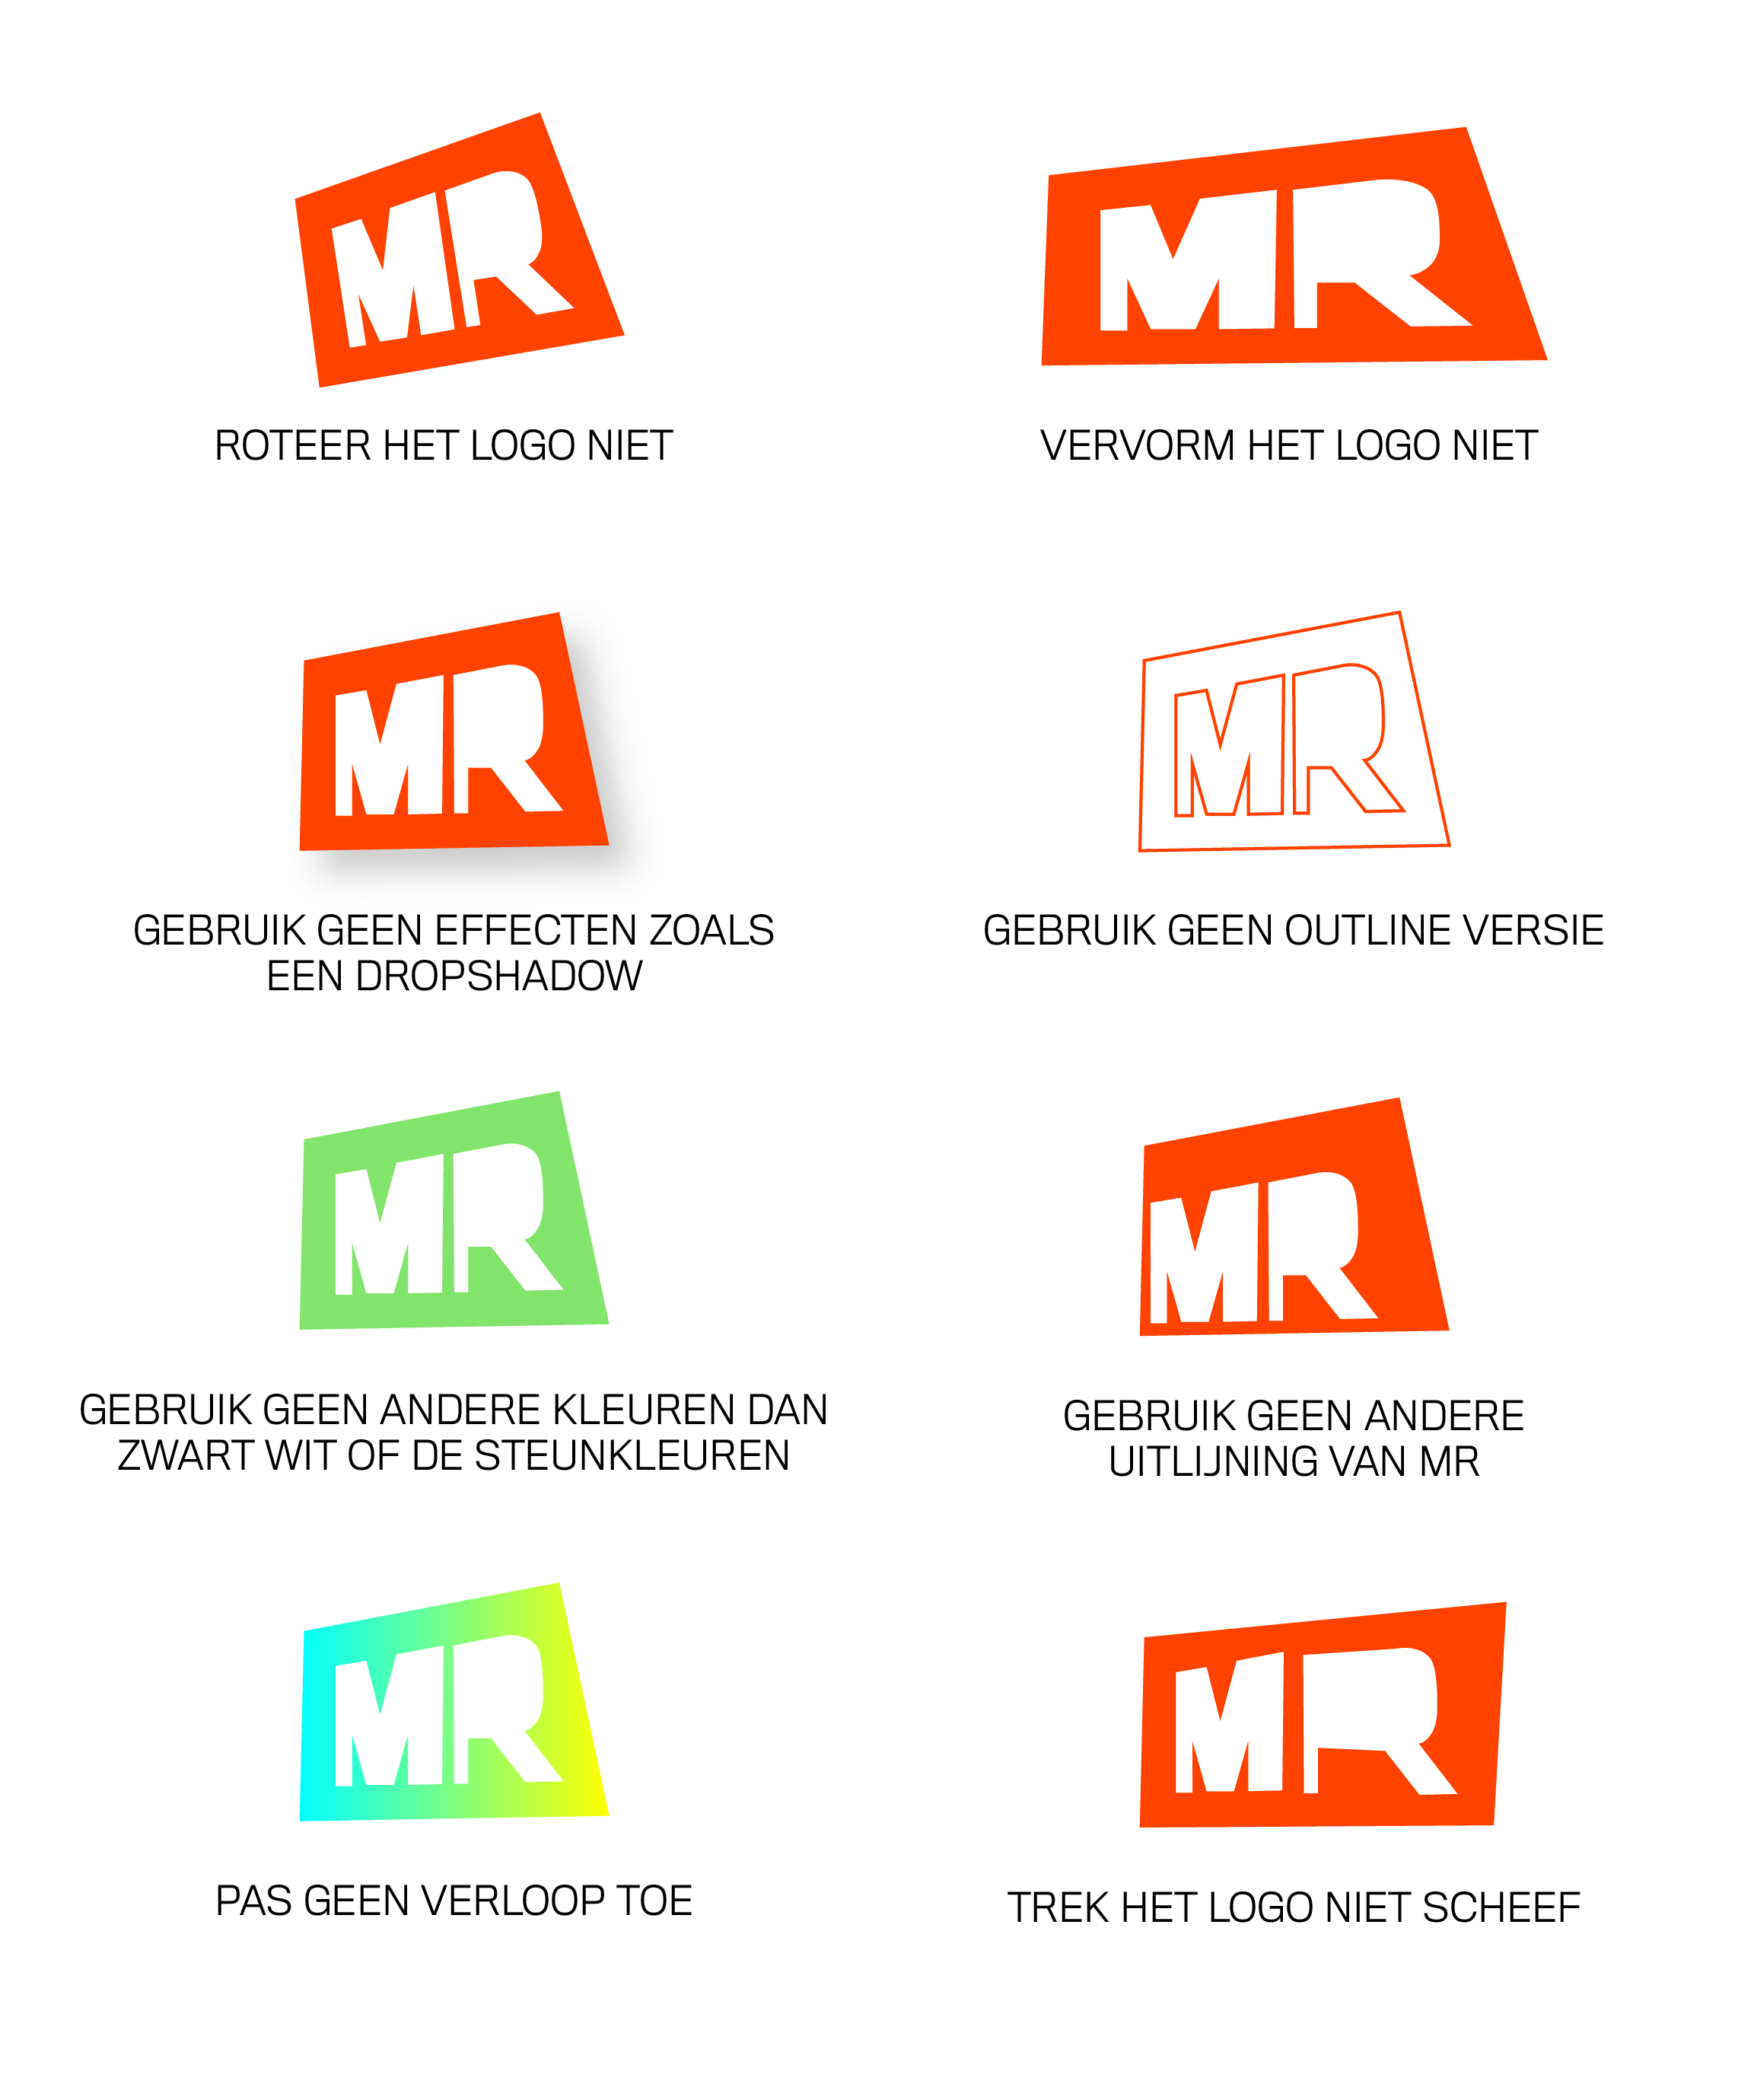 MR
MR
ROTEER HET LOGO NIET
VERVORM HET LOGO NIET
MR
MR
GEBRUIK GEEN EFFECTEN ZOALS
EEN DROPSHADOW
GEBRUIK GEEN OUTLINE VERSIE
MR
MR
GEBRUIK GEEN ANDERE KLEUREN DAN
ZWART WIT OF DE STEUNKLEUREN
GEBRUIK GEEN ANDERE
UITLIJNING VAN MR
MR
MR
PAS GEEN VERLOOP TOE
TREK HET LOGO NIET SCHEEF